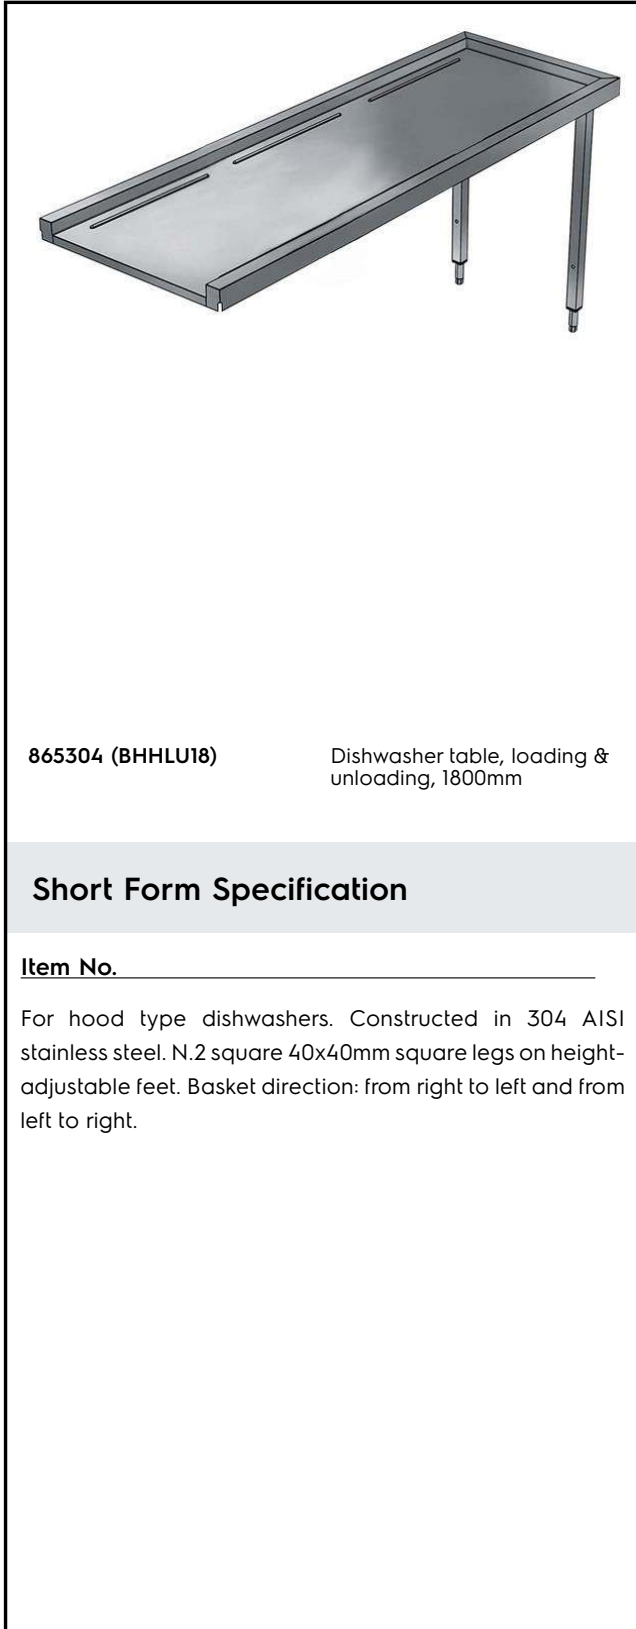 865304 (BHHLU18)
Dishwasher table, loading &
unloading, 1800mm
Short Form Specification
Item No.
For hood type dishwashers. Constructed in 304 AISI
stainless steel. N.2 square 40x40mm square legs on height-
adjustable feet. Basket direction: from right to left and from
left to right.